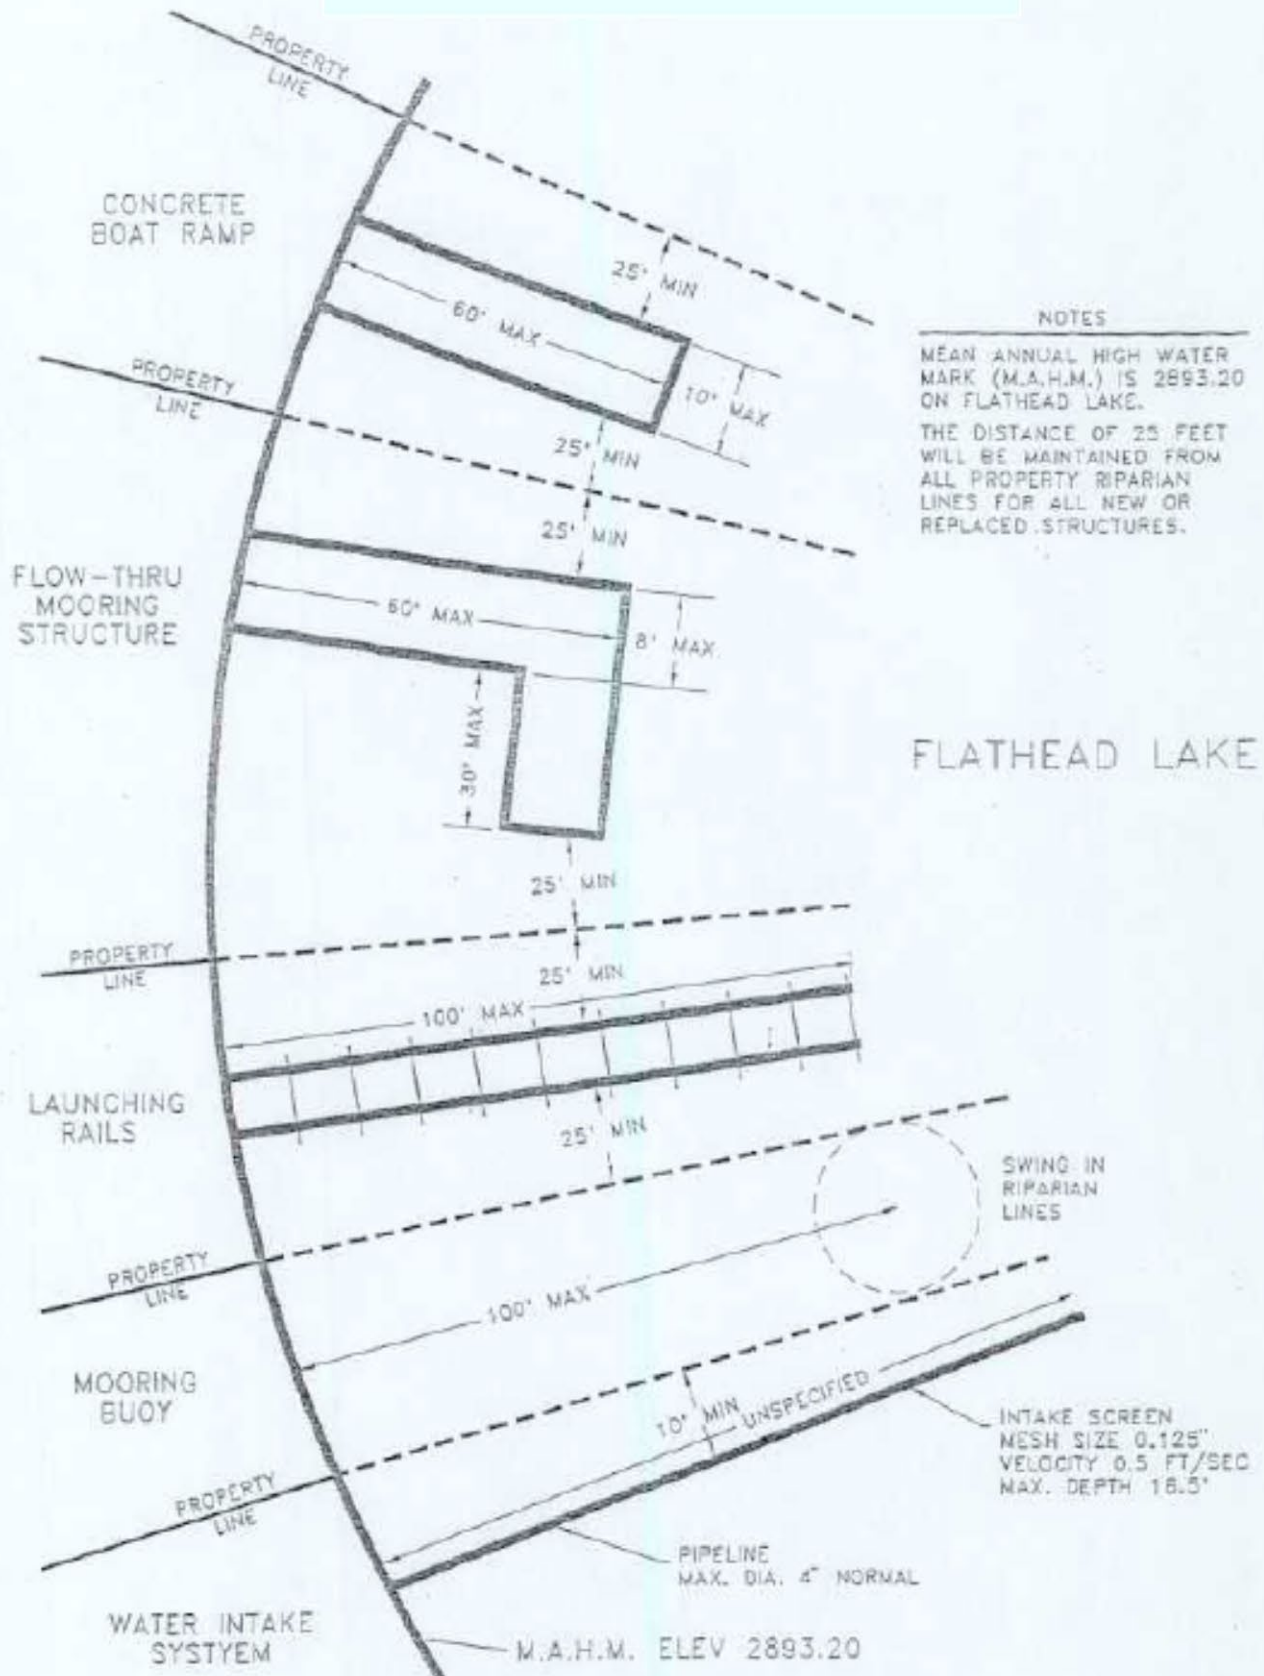 PROPERTY
LINE
CONCRETE
BOAT RAMP
25' MIN
60' MAX
10' MAX
25' MIN
NOTES
MEAN ANNUAL HIGH WATER
MARK (M.A.H.M.) IS 2893.20
ON FLATHEAD LAKE.
THE DISTANCE OF 25 FEET
WILL BE MAINTAINED FROM
ALL PROPERTY RIPARIAN
LINES FOR ALL NEW OR
REPLACED STRUCTURES.
PROPERTY
LINE
25' MIN
FLOW-THRU
MOORING
STRUCTURE
60' MAX
8' MAX
30' MAX
25' MIN
FLATHEAD LAKE
PROPERTY
LINE
25' MIN
100' MAX
LAUNCHING
RAILS
25' MIN
SWING IN
RIPARIAN
LINES
PROPERTY
LINE
100' MAX
MOORING
BUOY
10' MIN
UNSPECIFIED
INTAKE SCREEN
MESH SIZE 0.125"
VELOCITY 0.5 FT/SEC
MAX. DEPTH 18.5'
PROPERTY
LINE
PIPELINE
MAX. DIA. 4" NORMAL
WATER INTAKE
SYSTYEM
M.A.H.M. ELEV 2893.20